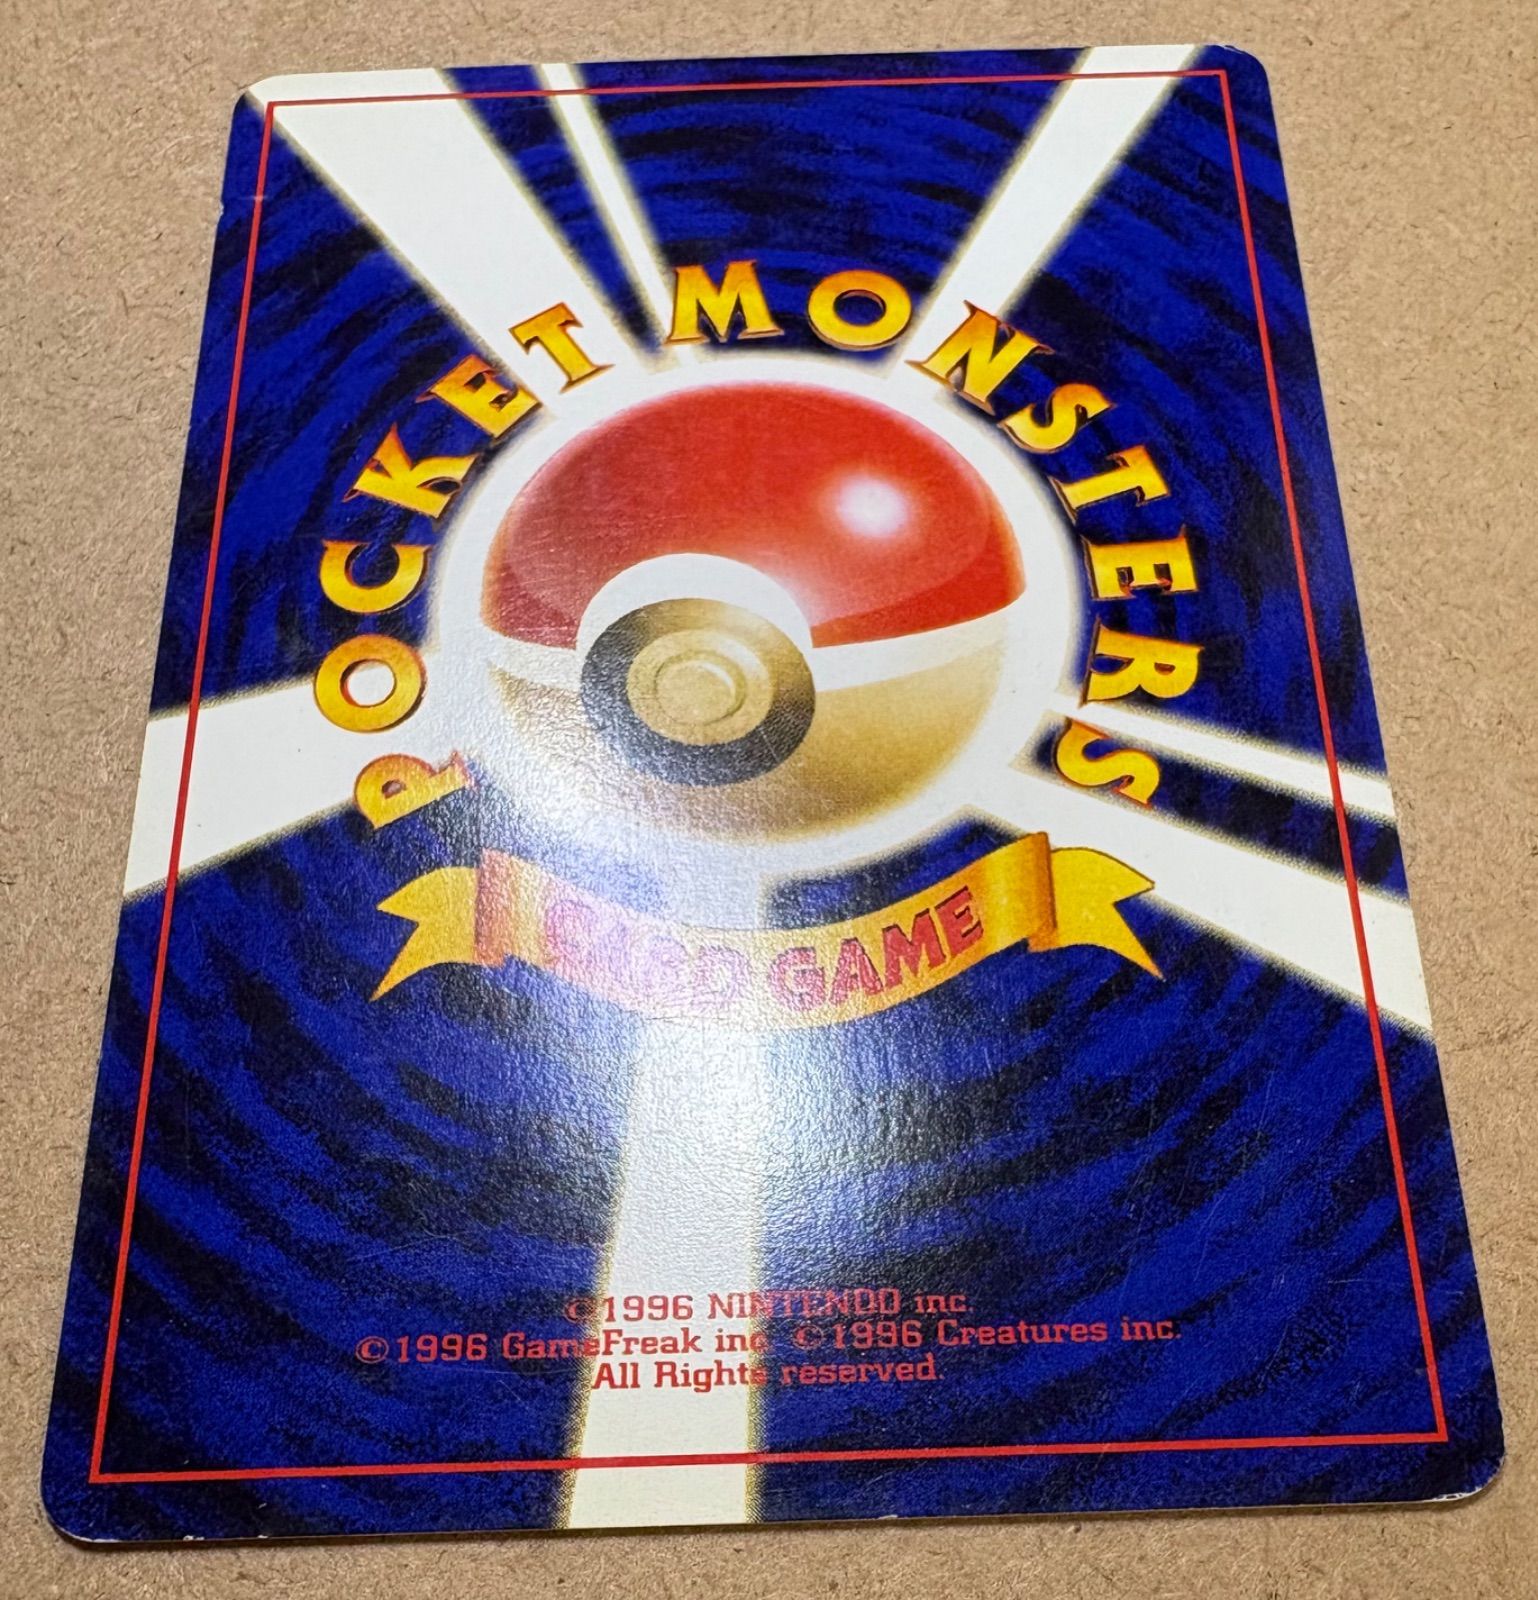 POCKET MONSTERS
CARD GAME
©1996 NINTENDO inc.
©1996 GameFreak inc. ©1996 Creatures inc.
All Rights reserved.